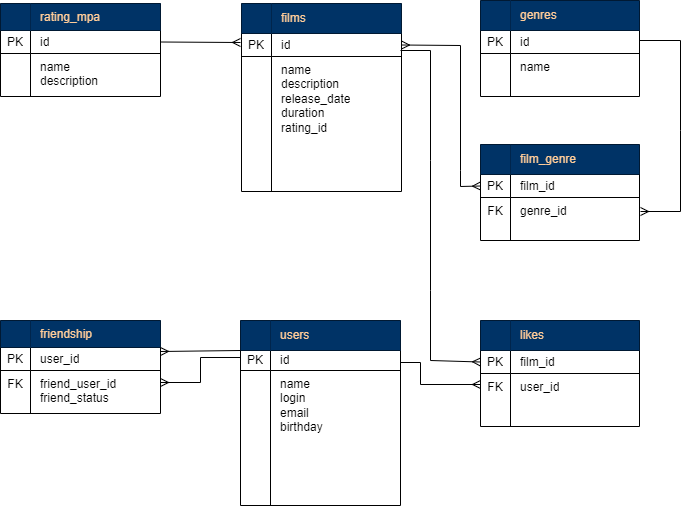 rating_mpa
PK id
name
description
films
PK id
name
description
release_date
duration
rating_id
genres
PK id
name
film_genre
PK film_id
FK genre_id
friendship
PK user_id
FK friend_user_id
friend_status
users
PK id
name
login
email
birthday
likes
PK film_id
FK user_id